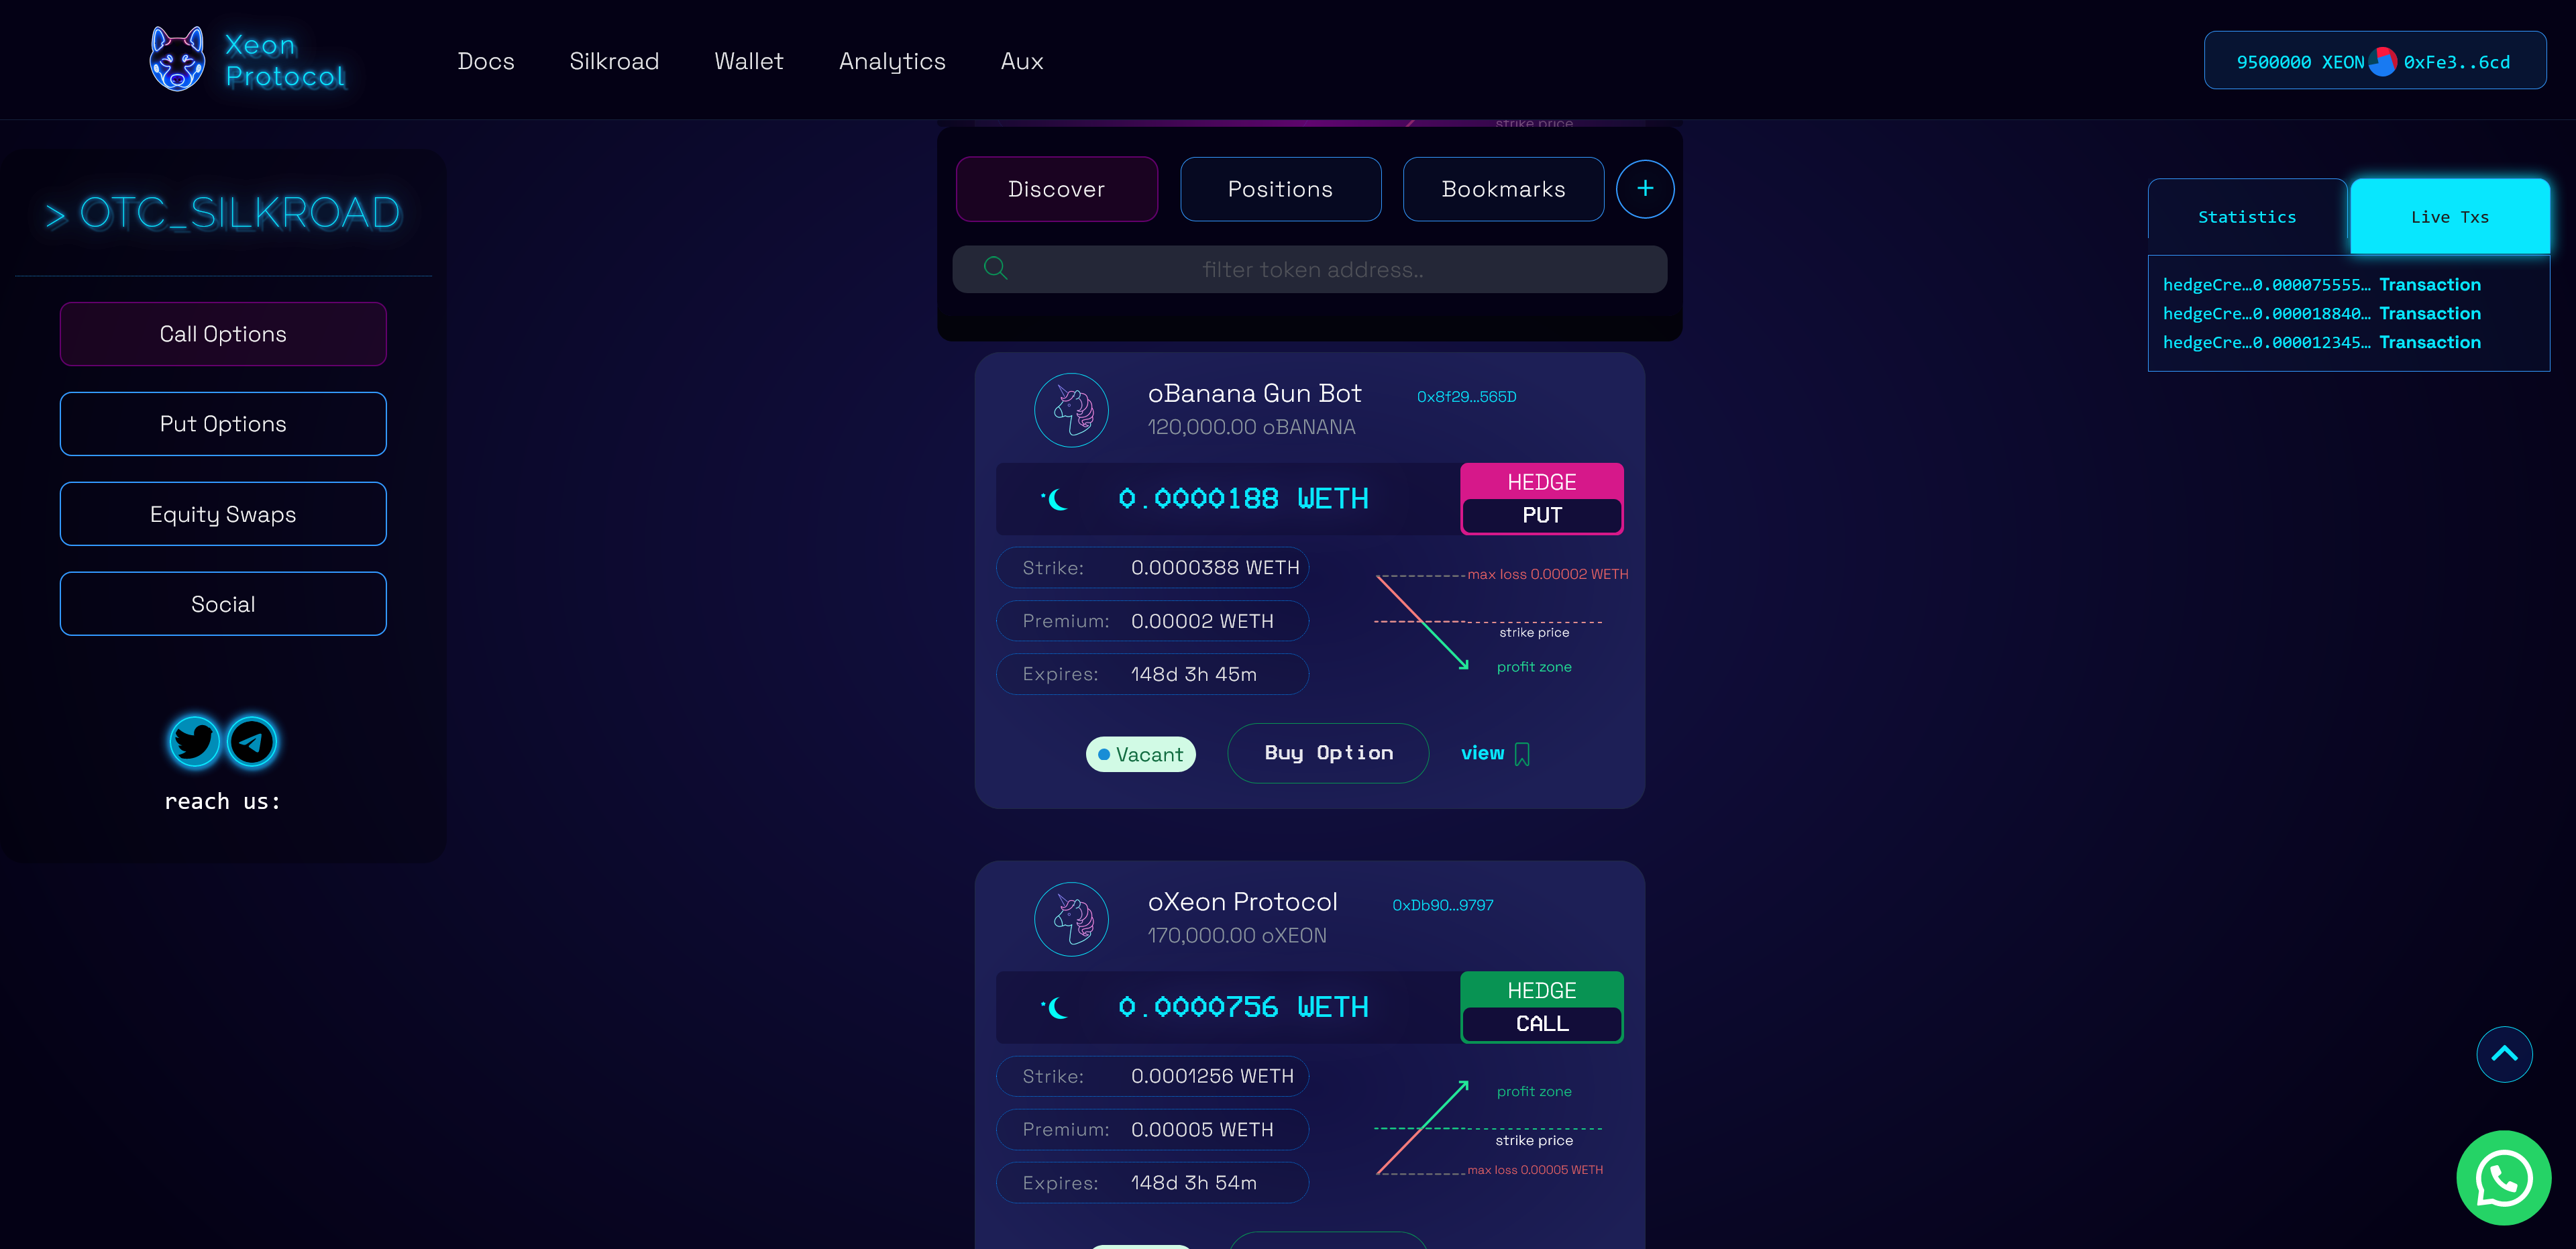 Xeon
Protocol
Docs
Silkroad
Wallet
Analytics
Aux
9500000 XEON 0xFe3..6cd
strike price
> OTC_SILKROAD
Call Options
Put Options
Equity Swaps
Social
reach us:
Discover
Positions
Bookmarks
+
filter token address..
oBanana Gun Bot
0x8f29...565D
120,000.00 oBANANA
0.0000188 WETH
HEDGE
PUT
Strike: 0.0000388 WETH
Premium: 0.00002 WETH
Expires: 148d 3h 45m
max loss 0.00002 WETH
strike price
profit zone
Vacant
Buy Option
view
oXeon Protocol
0xDb90...9797
170,000.00 oXEON
0.0000756 WETH
HEDGE
CALL
Strike: 0.0001256 WETH
Premium: 0.00005 WETH
Expires: 148d 3h 54m
profit zone
strike price
max loss 0.00005 WETH
Statistics
Live Txs
hedgeCre…0.000075555… Transaction
hedgeCre…0.000018840… Transaction
hedgeCre…0.000012345… Transaction